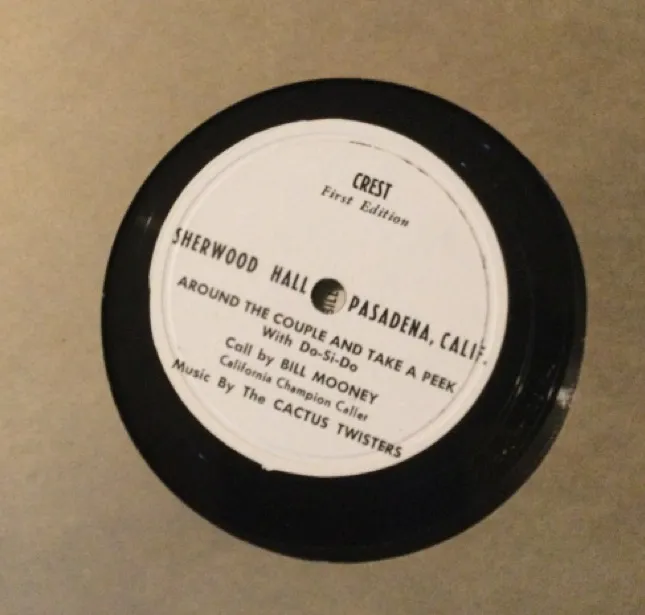 CREST
First Edition
SHERWOOD HALL PASADENA, CALIF.
AROUND THE COUPLE AND TAKE A PEEK
With Do-Si-Do
Call by BILL MOONEY
California Champion Caller
Music By The CACTUS TWISTERS